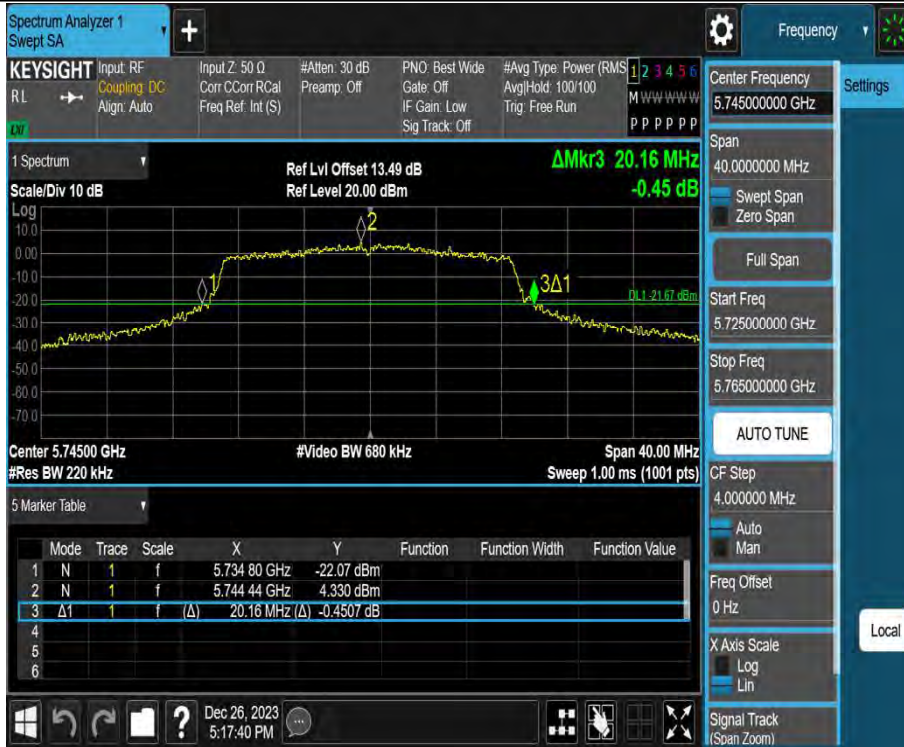 Spectrum Analyzer 1
Swept SA
+
Frequency
KEYSIGHT
RL
LXI
Input: RF
Coupling: DC
Align: Auto
Input Z: 50 Ω
Corr CCorr RCal
Freq Ref: Int (S)
#Atten: 30 dB
Preamp: Off
PNO: Best Wide
Gate: Off
IF Gain: Low
Sig Track: Off
#Avg Type: Power (RMS
Avg|Hold: 100/100
Trig: Free Run
1 2 3 4 5 6
M W W W W W
P P P P P P
Center Frequency
5.745000000 GHz
Settings
Span
40.0000000 MHz
Swept Span
Zero Span
Full Span
Start Freq
5.725000000 GHz
Stop Freq
5.765000000 GHz
AUTO TUNE
CF Step
4.000000 MHz
Auto
Man
Freq Offset
0 Hz
X Axis Scale
Log
Lin
Signal Track
(Span Zoom)
Local
1 Spectrum
Scale/Div 10 dB
Ref Lvl Offset 13.49 dB
Ref Level 20.00 dBm
ΔMkr3 20.16 MHz
-0.45 dB
Log
10.0
0.00
-10.0
-20.0
-30.0
-40.0
-50.0
-60.0
-70.0
1
2
3Δ1
DL1 -21.67 dBm
Center 5.74500 GHz
#Video BW 680 kHz
Span 40.00 MHz
#Res BW 220 kHz
Sweep 1.00 ms (1001 pts)
5 Marker Table
Mode Trace Scale X Y Function Function Width Function Value
1 N 1 f 5.734 80 GHz -22.07 dBm
2 N 1 f 5.744 44 GHz 4.330 dBm
3 Δ1 1 f (Δ) 20.16 MHz (Δ) -0.4507 dB
4
5
6
?
Dec 26, 2023
5:17:40 PM